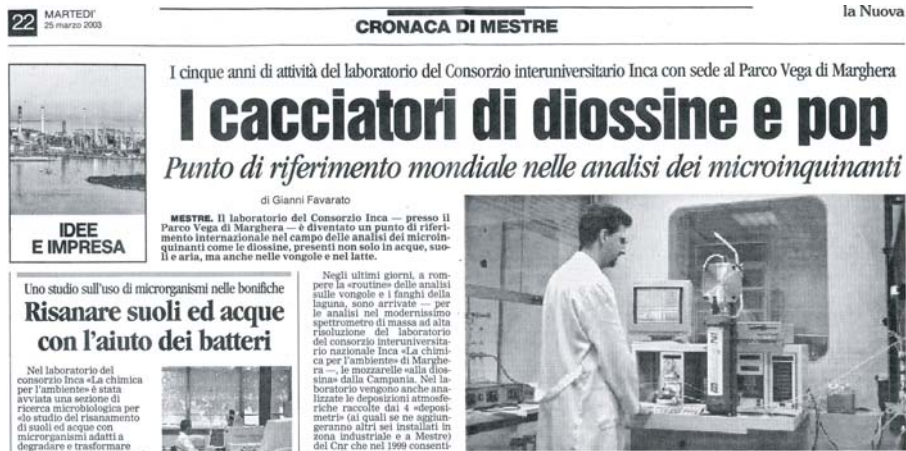 22
MARTEDI'
25 marzo 2003
CRONACA DI MESTRE
la Nuova
I cinque anni di attività del laboratorio del Consorzio interuniversitario Inca con sede al Parco Vega di Marghera
I cacciatori di diossine e pop
Punto di riferimento mondiale nelle analisi dei microinquinanti
IDEE
E IMPRESA
di Gianni Favarato
MESTRE. Il laboratorio del Consorzio Inca — presso il
Parco Vega di Marghera — è diventato un punto di riferi-
mento internazionale nel campo delle analisi dei microin-
quinanti come le diossine, presenti non solo in acque, suo-
li e aria, ma anche nelle vongole e nel latte.
Uno studio sull'uso di microrganismi nelle bonifiche
Risanare suoli ed acque
con l'aiuto dei batteri
Nel laboratorio del
consorzio Inca «La chimica
per l'ambiente» è stata
avviata una sezione di
ricerca microbiologica per
«lo studio del risanamento
di suoli ed acque con
microrganismi adatti a
degradare e trasformare
Negli ultimi giorni, a rom-
pere la «routine» delle analisi
sulle vongole e i fanghi della
laguna, sono arrivate — per
le analisi nel modernissimo
spettrometro di massa ad alta
risoluzione del laboratorio
del consorzio interuniversita-
rio nazionale Inca «La chimi-
ca per l'ambiente» di Marghe-
ra —, le mozzarelle «alla dios-
sina» dalla Campania. Nel la-
boratorio vengono anche ana-
lizzate le deposizioni atmosfe-
riche raccolte dai 4 «deposi-
metri» (ai quali se ne aggiun-
geranno altri sei installati in
zona industriale e a Mestre)
del Cnr che nel 1999 consenti-